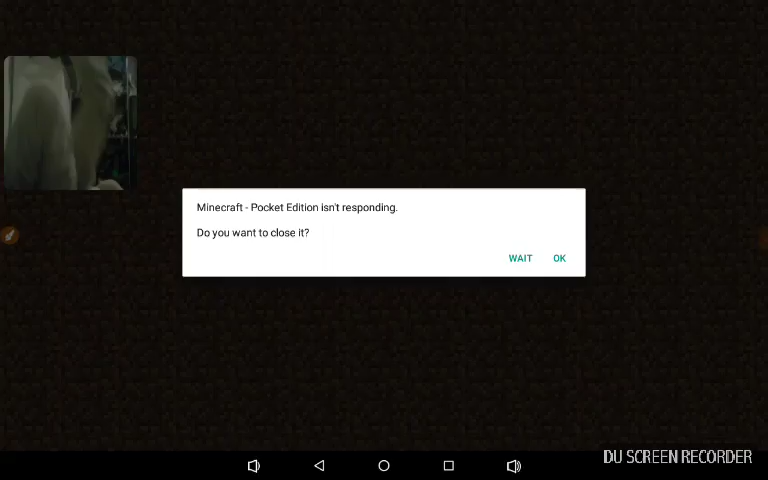 Minecraft - Pocket Edition isn't responding.
Do you want to close it?
WAIT OK
DU SCREEN RECORDER